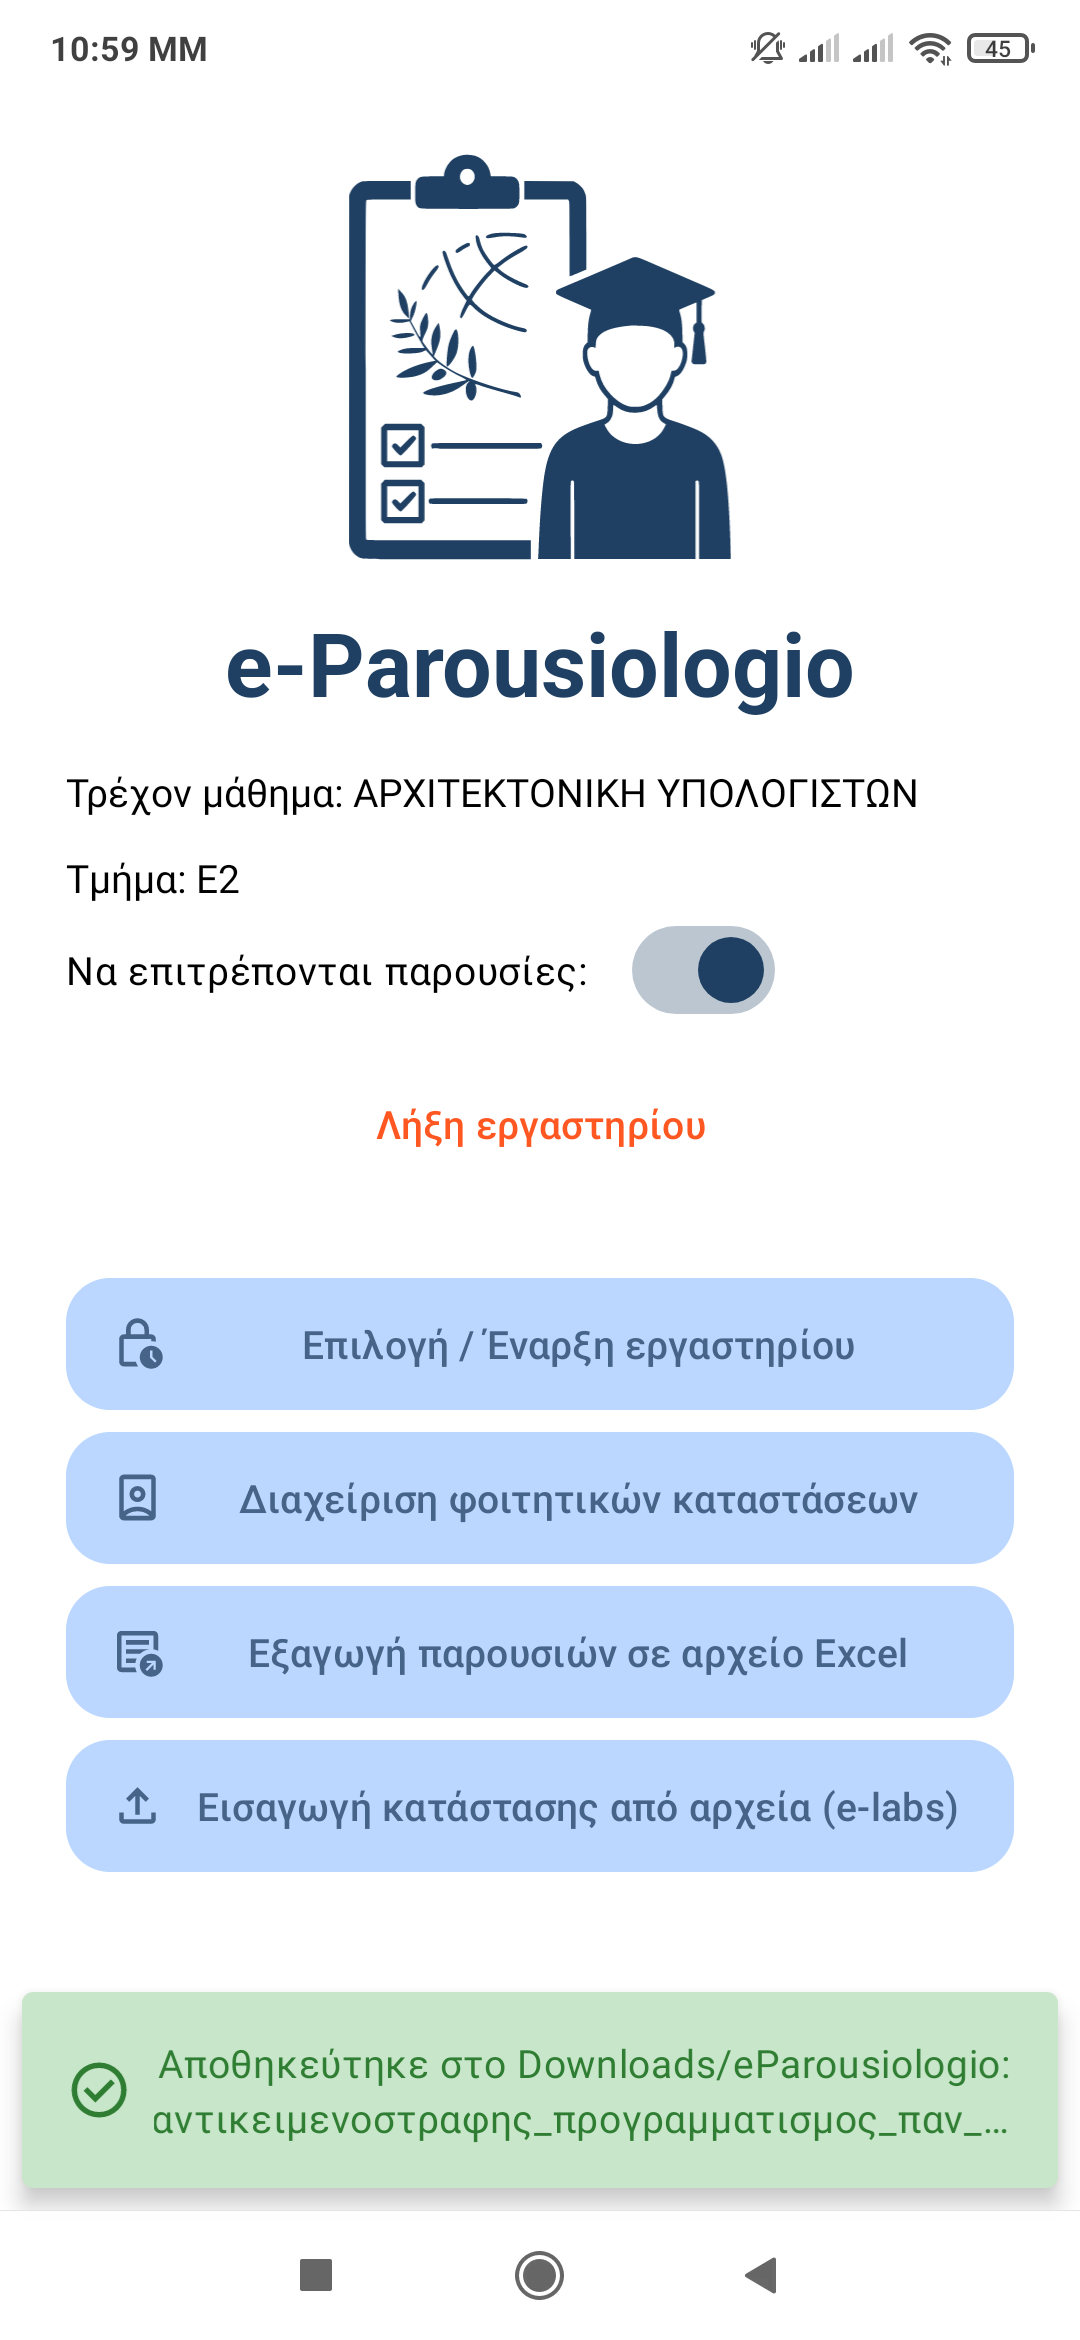 10:59 MM
45
e-Parousiologio
Τρέχον μάθημα: ΑΡΧΙΤΕΚΤΟΝΙΚΗ ΥΠΟΛΟΓΙΣΤΩΝ
Τμήμα: Ε2
Να επιτρέπονται παρουσίες:
Λήξη εργαστηρίου
Επιλογή / Έναρξη εργαστηρίου
Διαχείριση φοιτητικών καταστάσεων
Εξαγωγή παρουσιών σε αρχείο Excel
Εισαγωγή κατάστασης από αρχεία (e-labs)
Αποθηκεύτηκε στο Downloads/eParousiologio:
αντικειμενοστραφης_προγραμματισμος_παν_...